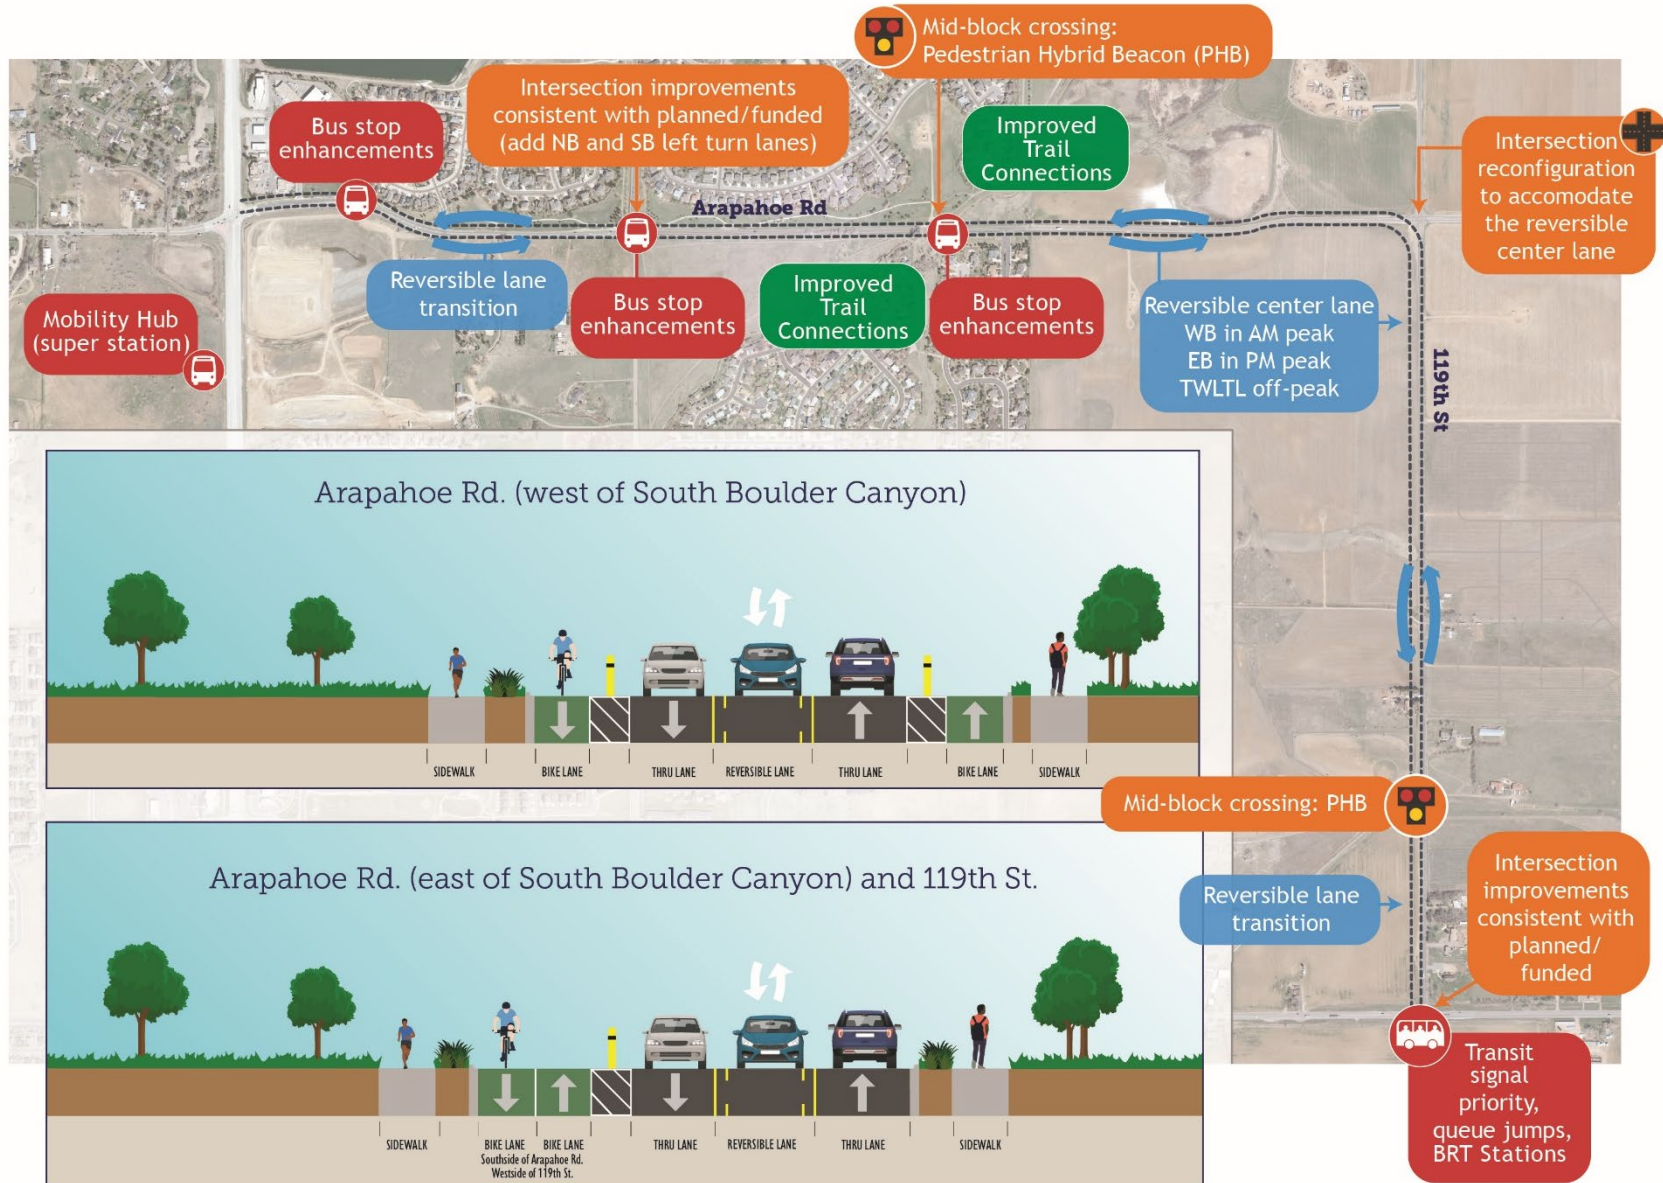 Mid-block crossing:
Pedestrian Hybrid Beacon (PHB)
Intersection improvements
consistent with planned/funded
(add NB and SB left turn lanes)
Bus stop
enhancements
Improved
Trail
Connections
Intersection
reconfiguration
to accomodate
the reversible
center lane
Arapahoe Rd
Reversible lane
transition
Bus stop
enhancements
Improved
Trail
Connections
Bus stop
enhancements
Reversible center lane
WB in AM peak
EB in PM peak
TWLTL off-peak
Mobility Hub
(super station)
119th St
Arapahoe Rd. (west of South Boulder Canyon)
SIDEWALK
BIKE LANE
THRU LANE
REVERSIBLE LANE
THRU LANE
BIKE LANE
SIDEWALK
Mid-block crossing: PHB
Arapahoe Rd. (east of South Boulder Canyon) and 119th St.
SIDEWALK
BIKE LANE
BIKE LANE
Southside of Arapahoe Rd.
Westside of 119th St.
THRU LANE
REVERSIBLE LANE
THRU LANE
SIDEWALK
Reversible lane
transition
Intersection
improvements
consistent with
planned/
funded
Transit
signal
priority,
queue jumps,
BRT Stations